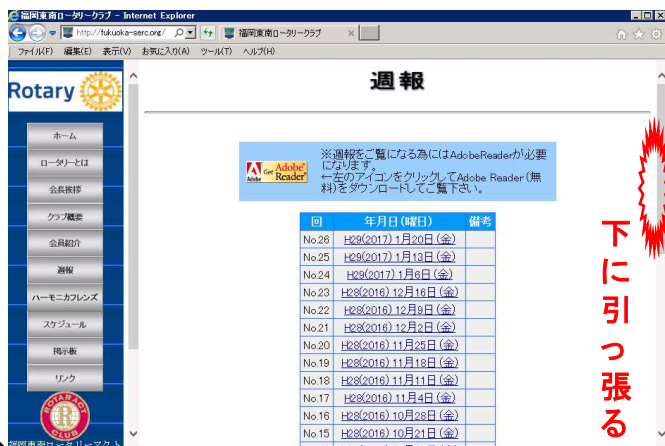 福岡東南ロータリークラブ - Internet Explorer
http://fukuoka-serc.org/
福岡東南ロータリークラブ
ファイル(F) 編集(E) 表示(V) お気に入り(A) ツール(T) ヘルプ(H)
Rotary
ホーム
ロータリーとは
会長挨拶
クラブ概要
会員紹介
週報
ハーモニカフレンズ
スケジュール
掲示板
リンク
ROTARACT
CLUB
福岡東南ロータリーアクト
週報
※週報をご覧になる為にはAdobeReaderが必要
になります。
←左のアイコンをクリックしてAdobe Reader(無
料)をダウンロードしてご覧下さい。
Adobe
Get Adobe Reader
回 年月日(曜日) 備考
No.26 H29(2017) 1月20日(金)
No.25 H29(2017) 1月13日(金)
No.24 H29(2017) 1月6日(金)
No.23 H28(2016) 12月16日(金)
No.22 H28(2016) 12月9日(金)
No.21 H28(2016) 12月2日(金)
No.20 H28(2016) 11月25日(金)
No.19 H28(2016) 11月18日(金)
No.18 H28(2016) 11月11日(金)
No.17 H28(2016) 11月4日(金)
No.16 H28(2016) 10月28日(金)
No.15 H28(2016) 10月21日(金)
下に引っ張る